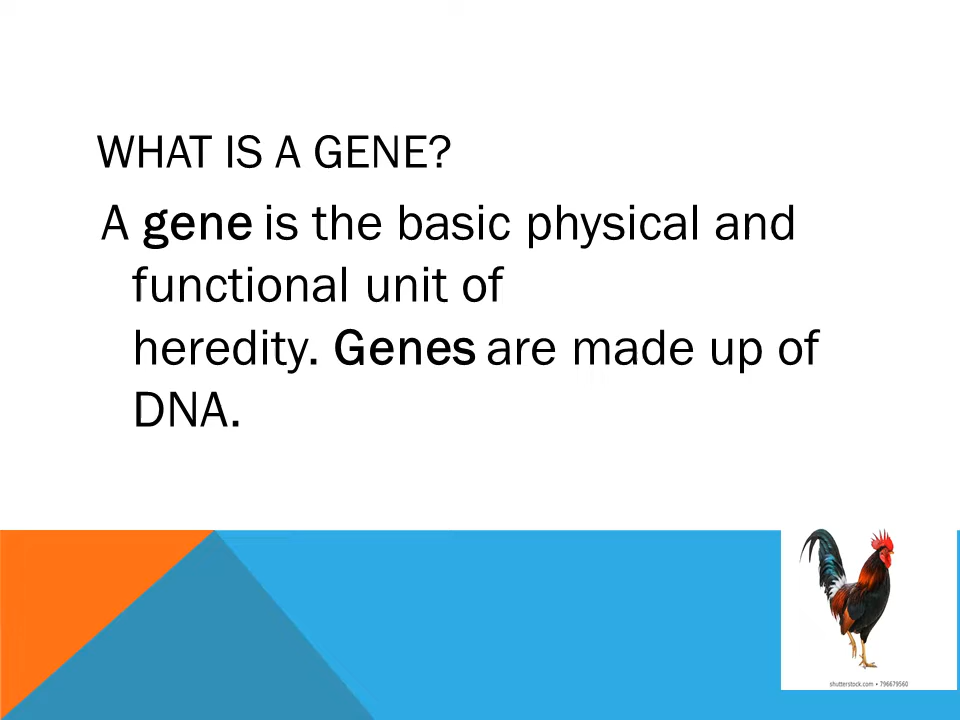 WHAT IS A GENE?
A gene is the basic physical and
functional unit of
heredity. Genes are made up of
DNA.
shutterstock.com • 796679560